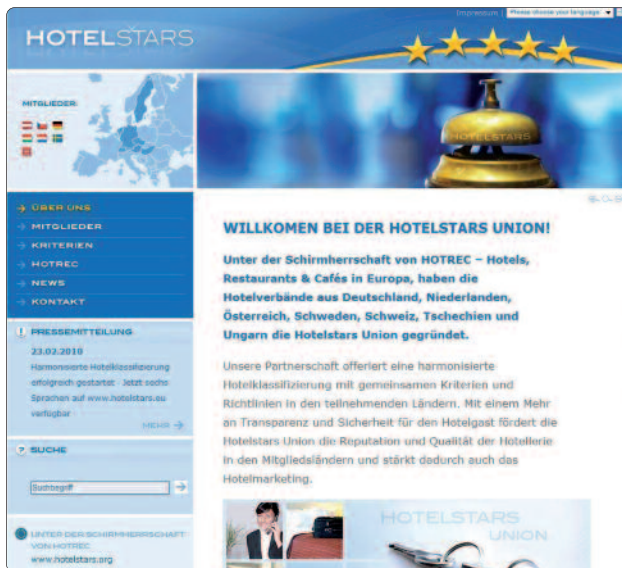 Impressum | Please choose your language
HOTELSTARS
MITGLIEDER
HOTELSTARS
ÜBER UNS
MITGLIEDER
KRITERIEN
HOTREC
NEWS
KONTAKT
WILLKOMEN BEI DER HOTELSTARS UNION!
Unter der Schirmherrschaft von HOTREC – Hotels,
Restaurants & Cafés in Europa, haben die
Hotelverbände aus Deutschland, Niederlanden,
Österreich, Schweden, Schweiz, Tschechien und
Ungarn die Hotelstars Union gegründet.
Unsere Partnerschaft offeriert eine harmonisierte
Hotelklassifizierung mit gemeinsamen Kriterien und
Richtlinien in den teilnehmenden Ländern. Mit einem Mehr
an Transparenz und Sicherheit für den Hotelgast fördert die
Hotelstars Union die Reputation und Qualität der Hotellerie
in den Mitgliedsländern und stärkt dadurch auch das
Hotelmarketing.
! PRESSEMITTEILUNG
23.02.2010
Harmonisierte Hotelklassifizierung
erfolgreich gestartet - Jetzt sechs
Sprachen auf www.hotelstars.eu
verfügbar
MEHR
? SUCHE
Suchbegriff
UNTER DER SCHIRMHERRSCHAFT
VON HOTREC
www.hotelstars.org
HOTELSTARS
UNION